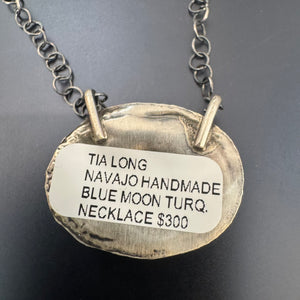 TIA LONG
NAVAJO HANDMADE
BLUE MOON TURQ.
NECKLACE $300